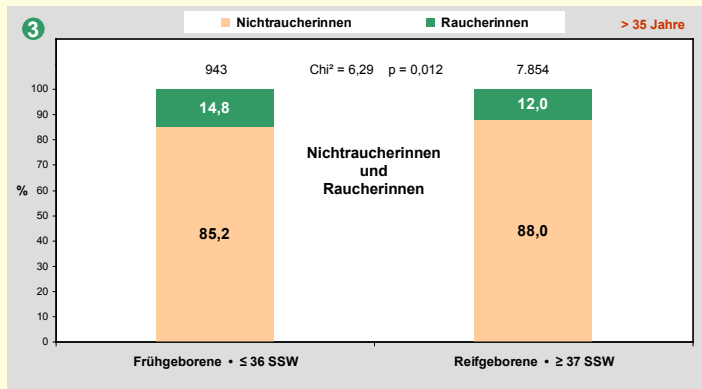 3
Nichtraucherinnen Raucherinnen
> 35 Jahre
943 Chi² = 6,29 p = 0,012 7.854
100
90
80
70
60
50
40
30
20
10
0
%
14,8
12,0
Nichtraucherinnen
und
Raucherinnen
85,2
88,0
Frühgeborene • ≤ 36 SSW Reifgeborene • ≥ 37 SSW